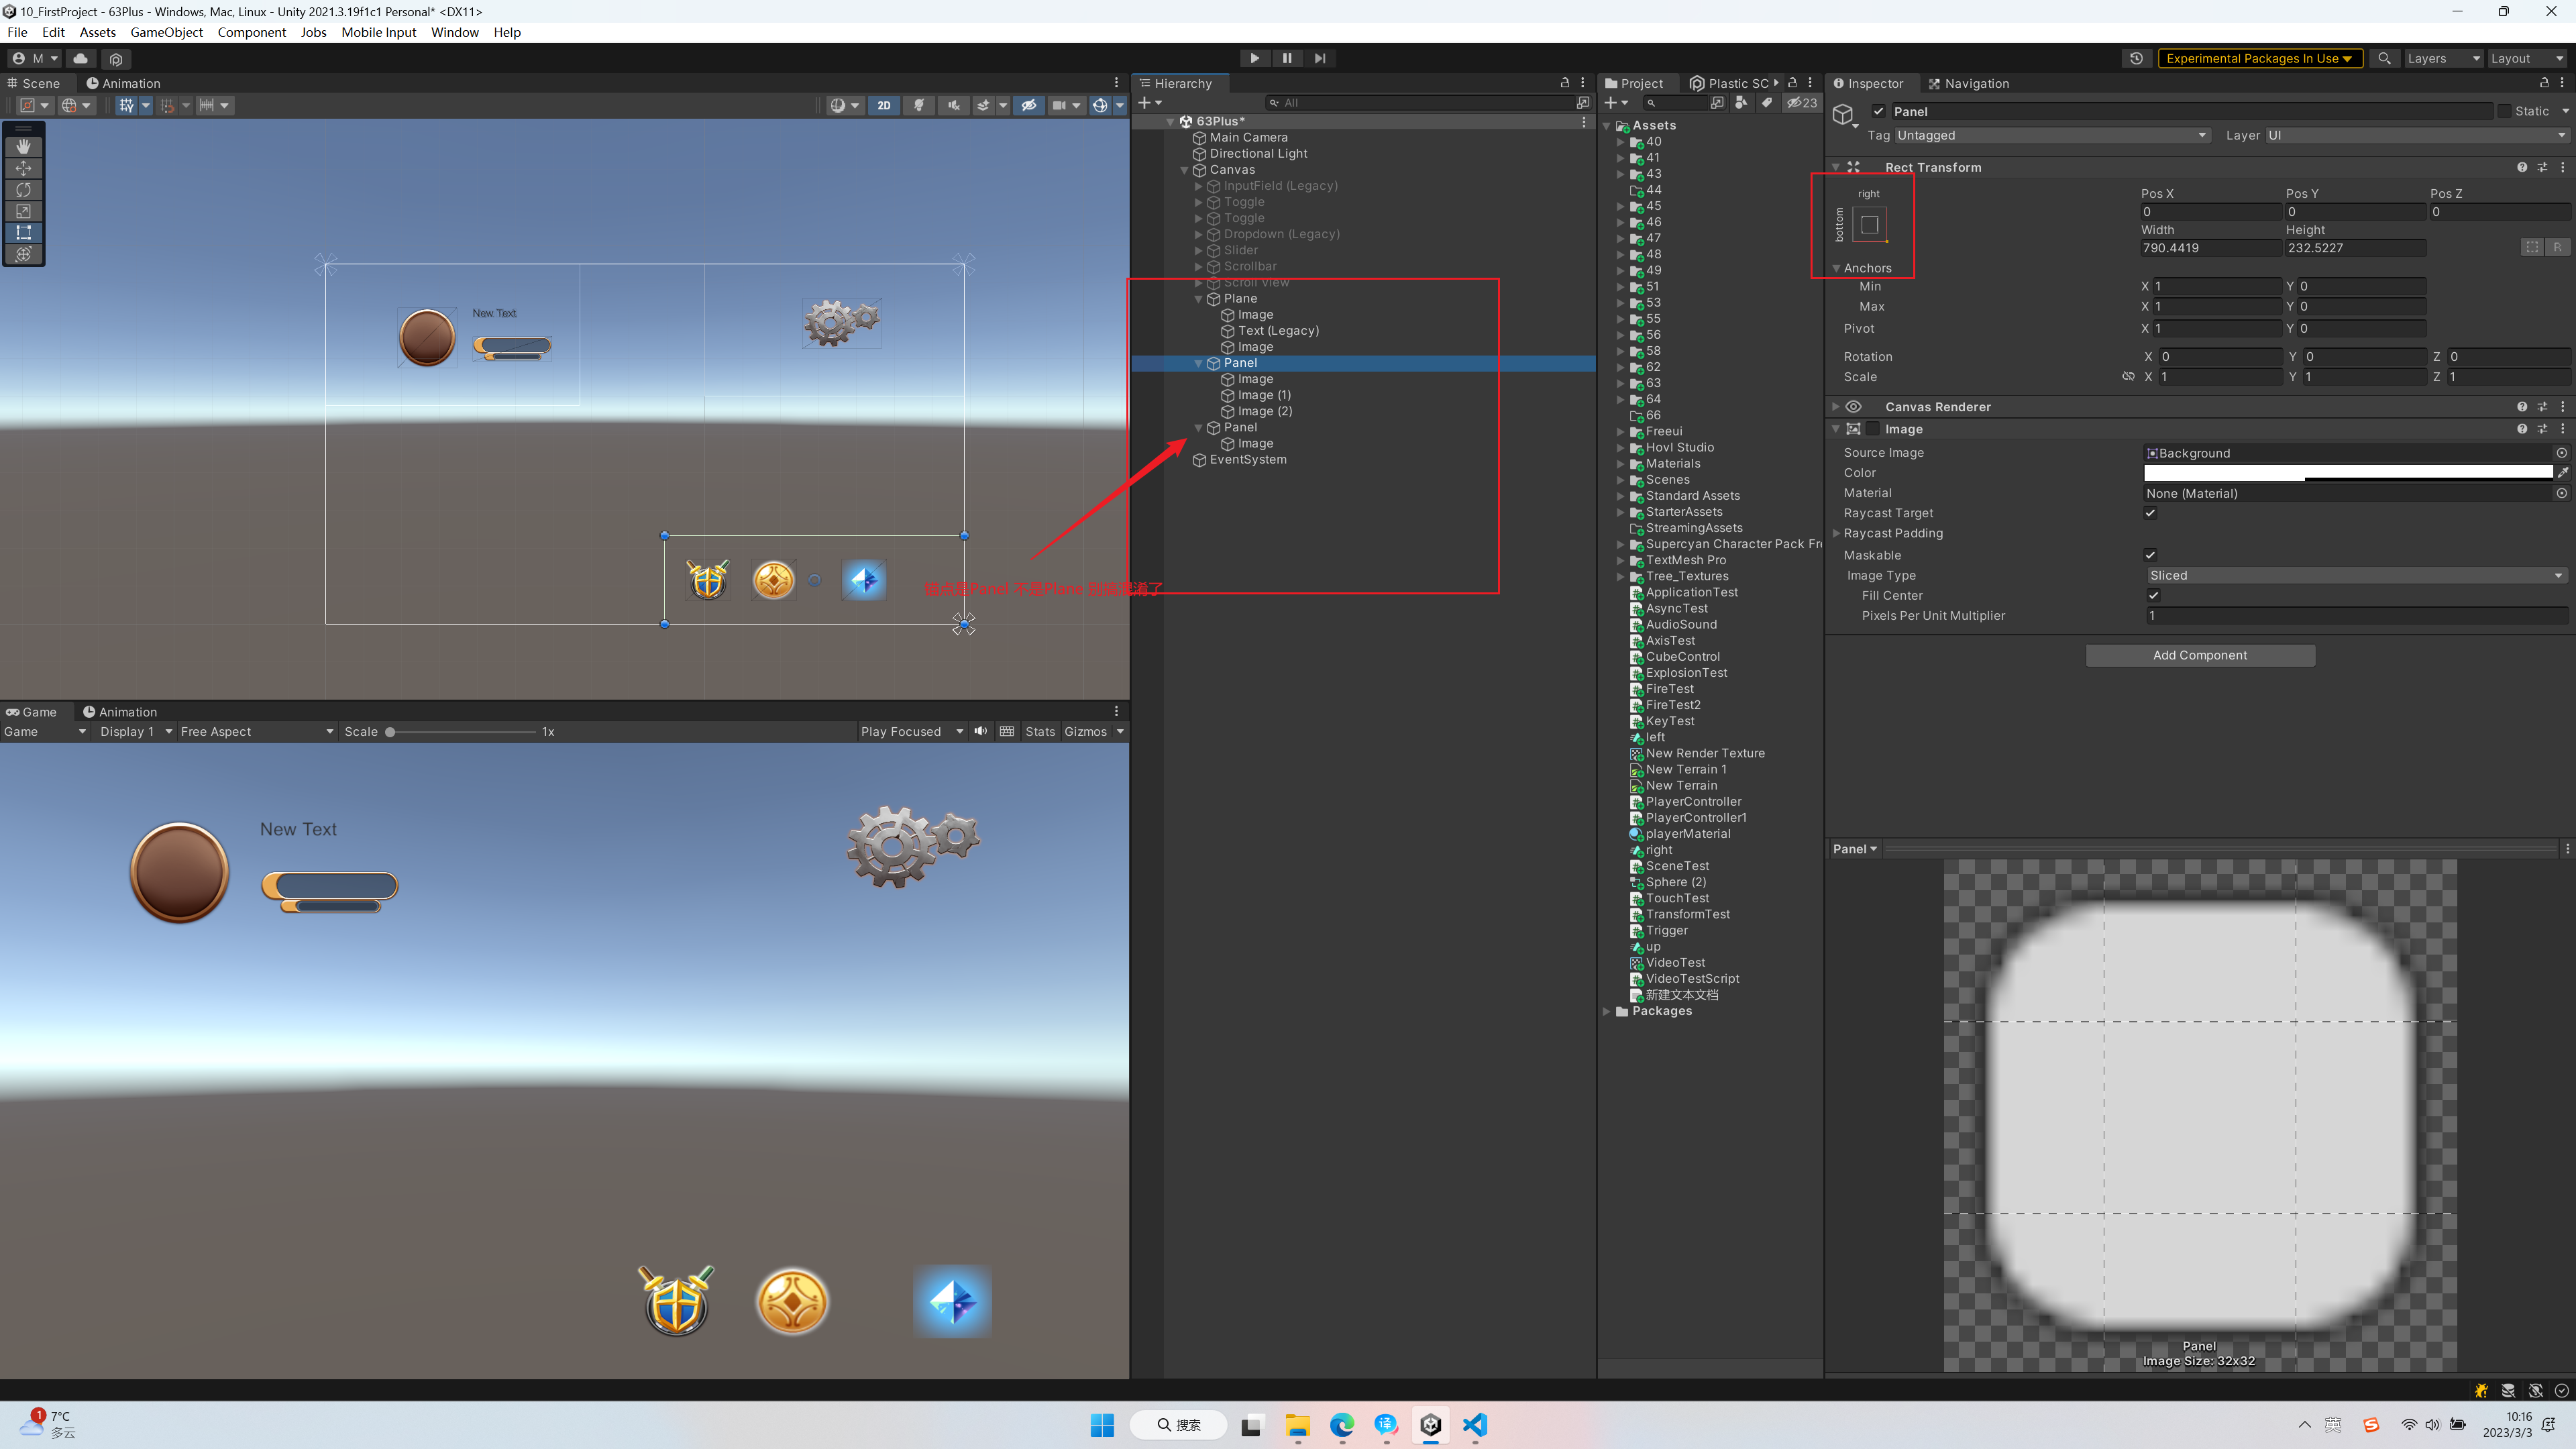 10_FirstProject - 63Plus - Windows, Mac, Linux - Unity 2021.3.19f1c1 Personal* <DX11>
File Edit Assets GameObject Component Jobs Mobile Input Window Help
M
Experimental Packages In Use
Layers
Layout
Scene
Animation
2D
New Text
Hierarchy
All
63Plus*
Main Camera
Directional Light
Canvas
InputField (Legacy)
Toggle
Toggle
Dropdown (Legacy)
Slider
Scrollbar
Scroll View
Plane
Image
Text (Legacy)
Image
Panel
Image
Image (1)
Image (2)
Panel
Image
EventSystem
锚点是Panel 不是Plane 别搞混淆了
Project
Plastic SC
23
Assets
40
41
43
44
45
46
47
48
49
51
53
55
56
58
62
63
64
66
Freeui
Hovl Studio
Materials
Scenes
Standard Assets
StarterAssets
StreamingAssets
Supercyan Character Pack Fre
TextMesh Pro
Tree_Textures
ApplicationTest
AsyncTest
AudioSound
AxisTest
CubeControl
ExplosionTest
FireTest
FireTest2
KeyTest
left
New Render Texture
New Terrain 1
New Terrain
PlayerController
PlayerController1
playerMaterial
right
SceneTest
Sphere (2)
TouchTest
TransformTest
Trigger
up
VideoTest
VideoTestScript
新建文本文档
Packages
Inspector
Navigation
Panel
Static
Tag Untagged
Layer UI
Rect Transform
right
bottom
Pos X Pos Y Pos Z
0 0 0
Width Height
790.4419 232.5227
R
Anchors
Min X 1 Y 0
Max X 1 Y 0
Pivot X 1 Y 0
Rotation X 0 Y 0 Z 0
Scale X 1 Y 1 Z 1
Canvas Renderer
Image
Source Image Background
Color
Material None (Material)
Raycast Target
Raycast Padding
Maskable
Image Type Sliced
Fill Center
Pixels Per Unit Multiplier 1
Add Component
Panel
Panel
Image Size: 32x32
Game
Animation
Game Display 1 Free Aspect Scale 1x Play Focused Stats Gizmos
New Text
1
7°C
多云
搜索
译
英
10:16
2023/3/3